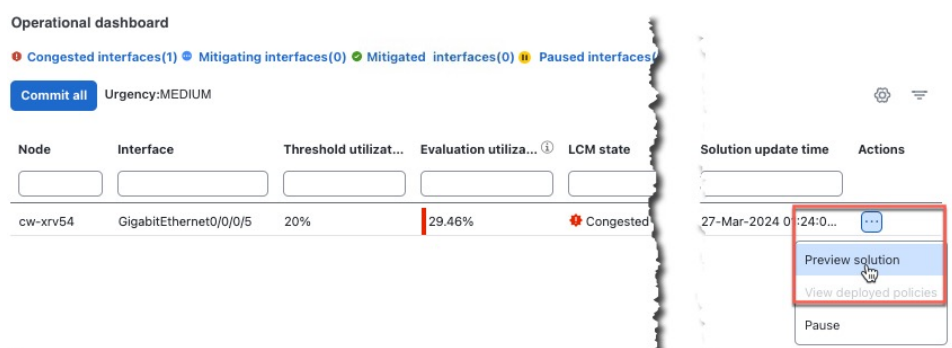 Operational dashboard
Congested interfaces(1) Mitigating interfaces(0) Mitigated interfaces(0) Paused interfaces(
Commit all Urgency:MEDIUM
Node Interface Threshold utilizat... Evaluation utiliza... LCM state Solution update time Actions
cw-xrv54 GigabitEthernet0/0/0/5 20% 29.46% Congested 27-Mar-2024 01:24:0...
Preview solution
View deployed policies
Pause